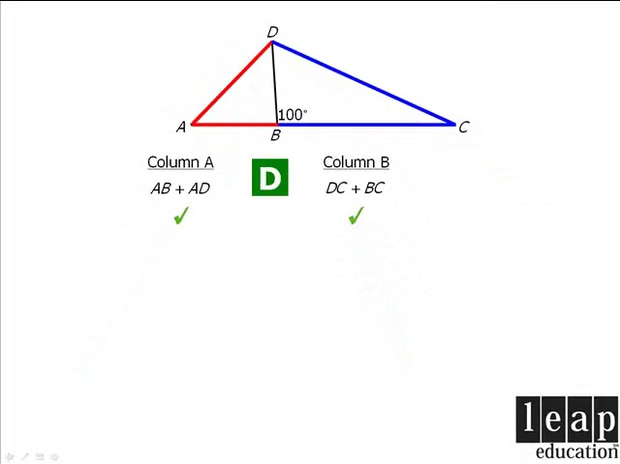 D
100°
A
B
C
Column A
D
Column B
AB + AD
DC + BC
leap
education™